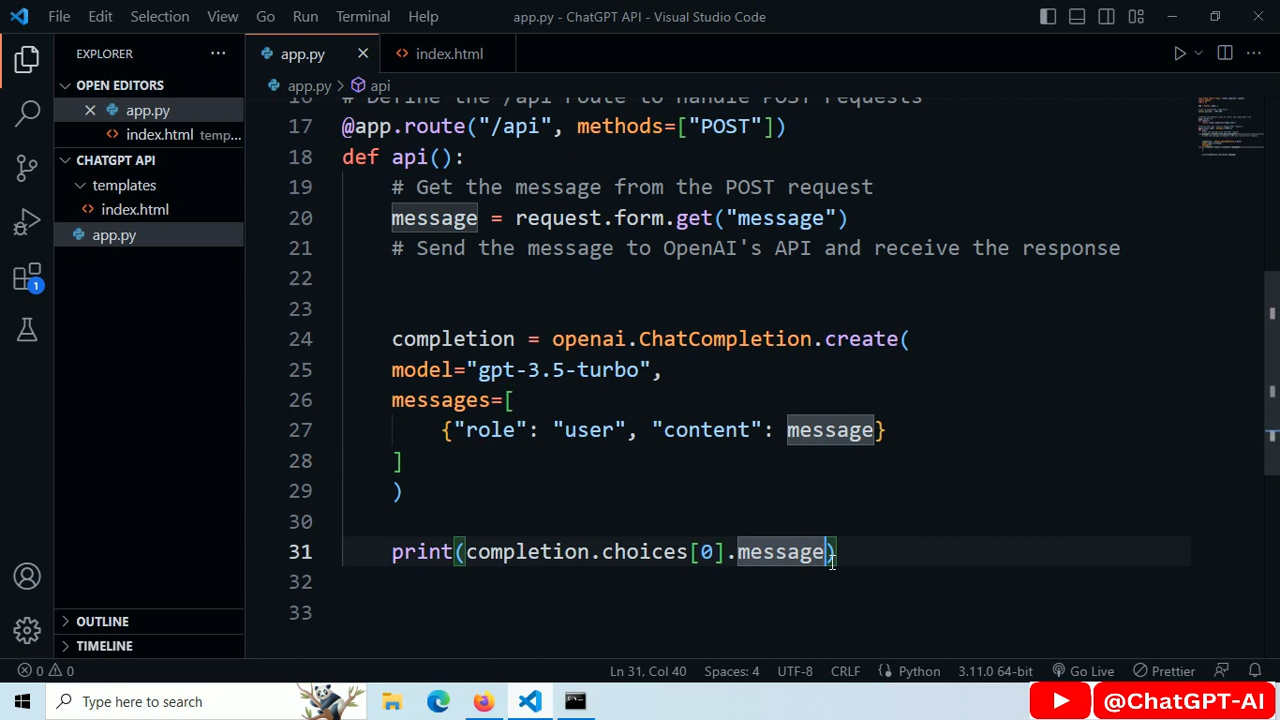 File Edit Selection View Go Run Terminal Help
app.py - ChatGPT API - Visual Studio Code
EXPLORER
OPEN EDITORS
app.py
index.html temp...
CHATGPT API
templates
index.html
app.py
OUTLINE
TIMELINE
1
app.py
index.html
app.py > api
16 # Define the /api route to handle POST requests
17 @app.route("/api", methods=["POST"])
18 def api():
19 # Get the message from the POST request
20 message = request.form.get("message")
21 # Send the message to OpenAI's API and receive the response
22
23
24 completion = openai.ChatCompletion.create(
25 model="gpt-3.5-turbo",
26 messages=[
27 {"role": "user", "content": message}
28 ]
29 )
30
31 print(completion.choices[0].message)
32
33
0 0
Ln 31, Col 40 Spaces: 4 UTF-8 CRLF Python 3.11.0 64-bit Go Live Prettier
Type here to search
@ChatGPT-AI